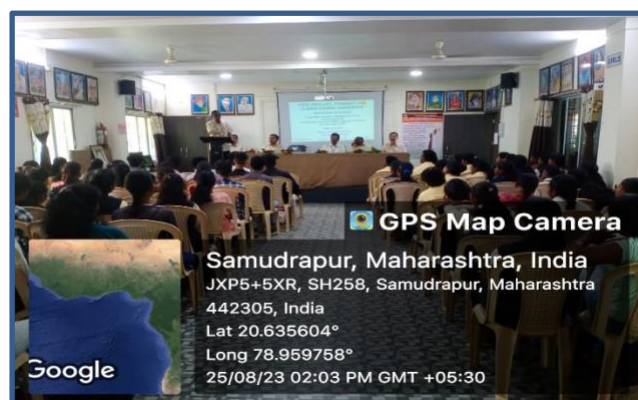 GPS Map Camera
Samudrapur, Maharashtra, India
JXP5+5XR, SH258, Samudrapur, Maharashtra
442305, India
Lat 20.635604°
Long 78.959758°
25/08/23 02:03 PM GMT +05:30
Google